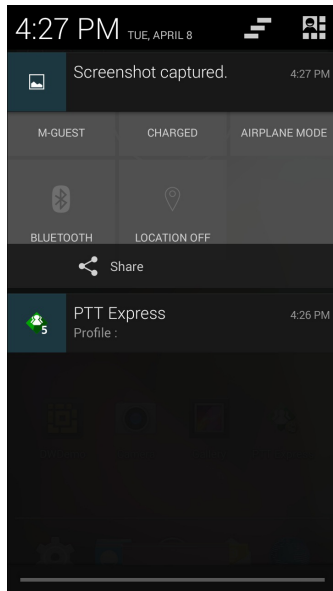 4:27 PM TUE, APRIL 8
Screenshot captured. 4:27 PM
M-GUEST CHARGED AIRPLANE MODE
BLUETOOTH LOCATION OFF
Share
PTT Express 4:26 PM
5 Profile :